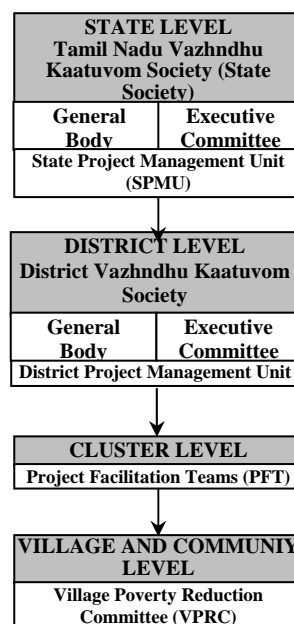 STATE LEVEL
Tamil Nadu Vazhndhu
Kaatuvom Society (State
Society)
General
Body
Executive
Committee
State Project Management Unit
(SPMU)
DISTRICT LEVEL
District Vazhndhu Kaatuvom
Society
General
Body
Executive
Committee
District Project Management Unit
CLUSTER LEVEL
Project Facilitation Teams (PFT)
VILLAGE AND COMMUNIY
LEVEL
Village Poverty Reduction
Committee (VPRC)